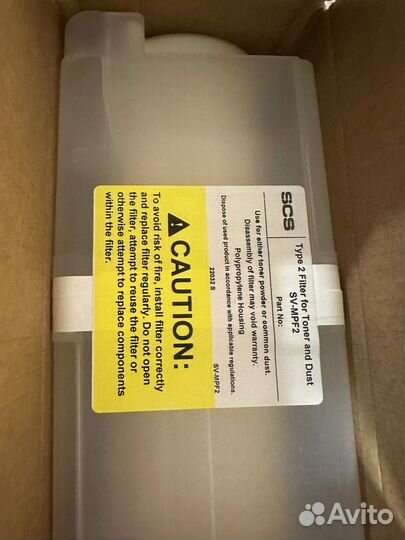 SCS
Type 2 Filter for Toner and Dust
SV-MPF2
Part No:
Use for either toner powder or sommon dust.
Disassembly of filter may void warranty.
Polypropylene Housing
Dispose of used product in accordance with applicable regulations.
22032 S
SV-MPF2
CAUTION:
To avoid risk of fire, install filter correctly
and replace filter regularly. Do not open
the filter, attempt to reuse the filter or
otherwise attempt to replace components
within the filter.
Avito